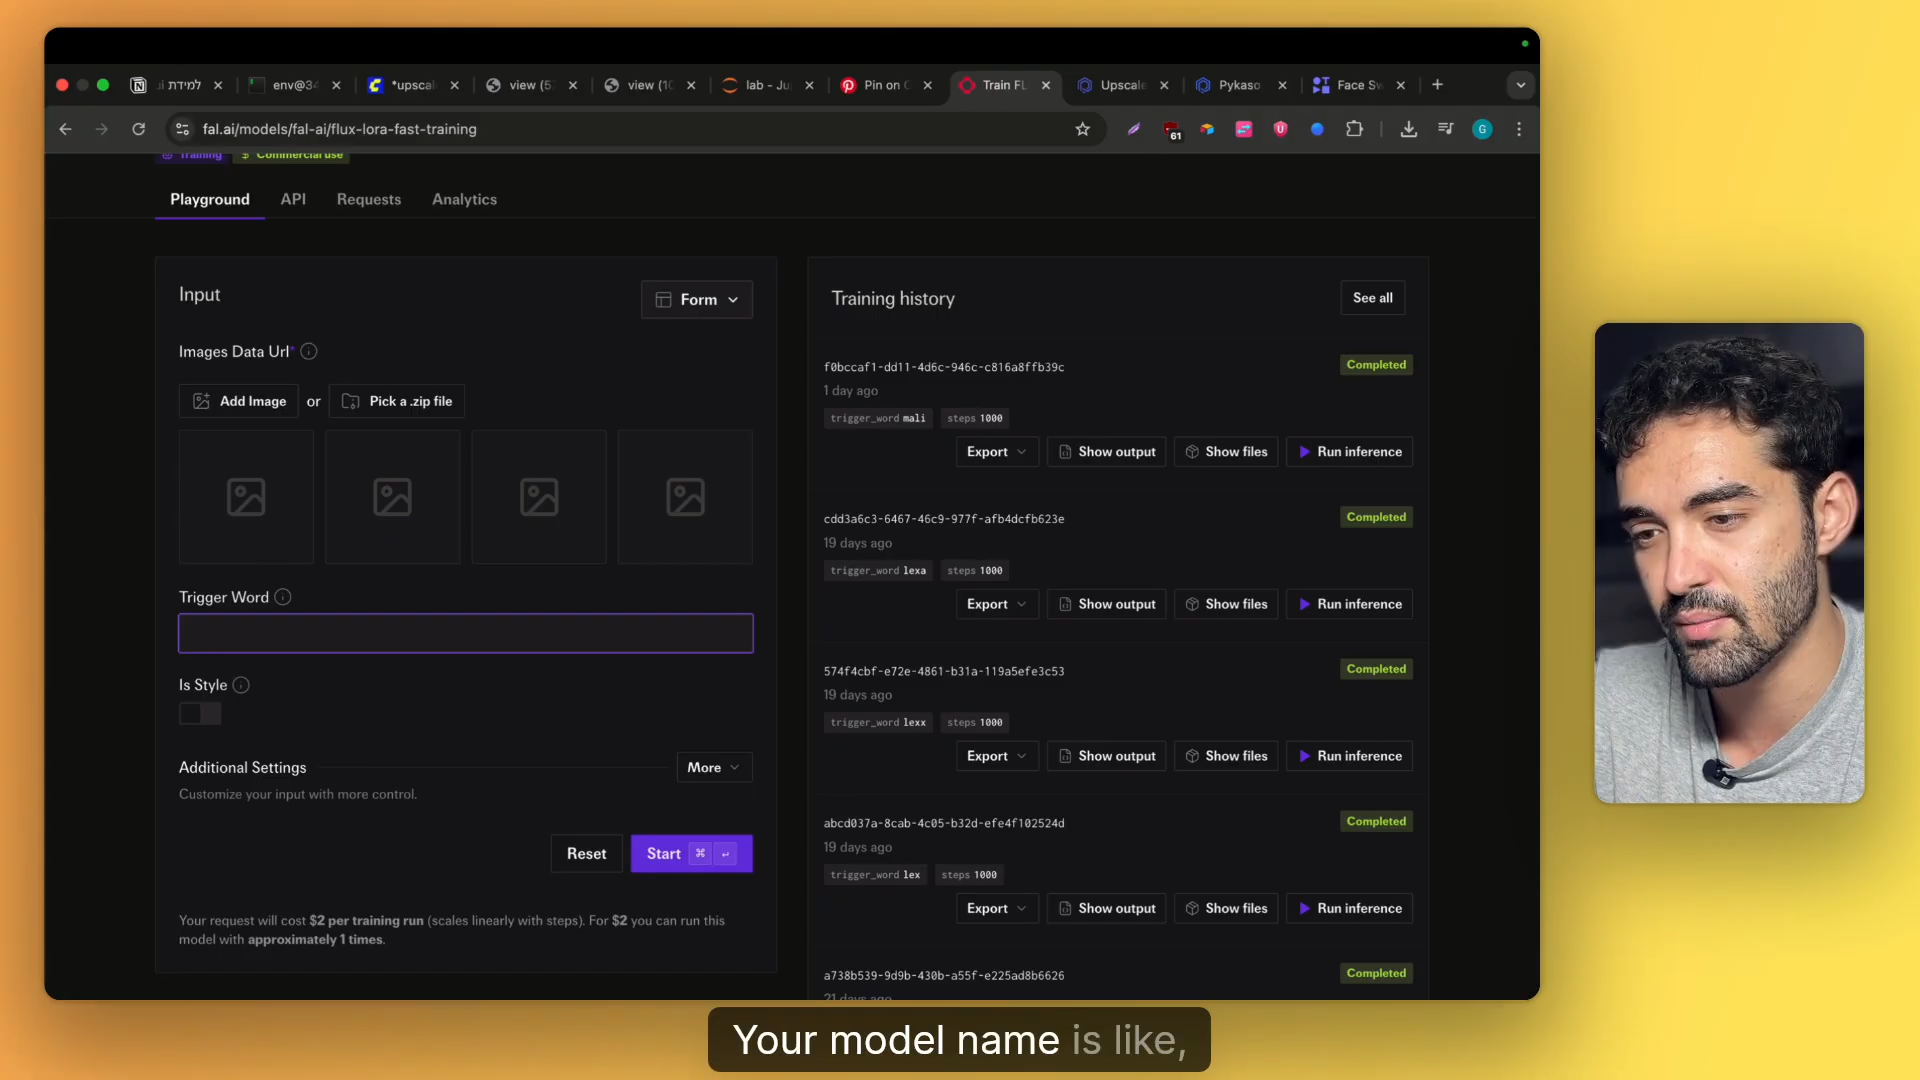 למידת
env@34
*upscal
view (5
view (10
lab - Ju
Pin on
Train FL
Upscale
Pykaso
Face Sw
fal.ai/models/fal-ai/flux-lora-fast-training
61
G
Training
$ Commercial use
Playground
API
Requests
Analytics
Input
Form
Images Data Url*
Add Image
or
Pick a .zip file
Trigger Word
Is Style
Additional Settings
More
Customize your input with more control.
Reset
Start ⌘ ↵
Your request will cost $2 per training run (scales linearly with steps). For $2 you can run this
model with approximately 1 times.
Training history
See all
f0bccaf1-dd11-4d6c-946c-c816a8ffb39c
Completed
1 day ago
trigger_word mali
steps 1000
Export
Show output
Show files
Run inference
cdd3a6c3-6467-46c9-977f-afb4dcfb623e
Completed
19 days ago
trigger_word lexa
steps 1000
Export
Show output
Show files
Run inference
574f4cbf-e72e-4861-b31a-119a5efe3c53
Completed
19 days ago
trigger_word lexx
steps 1000
Export
Show output
Show files
Run inference
abcd037a-8cab-4c05-b32d-efe4f102524d
Completed
19 days ago
trigger_word lex
steps 1000
Export
Show output
Show files
Run inference
a738b539-9d9b-430b-a55f-e225ad8b6626
Completed
21 days ago
Your model name is like,